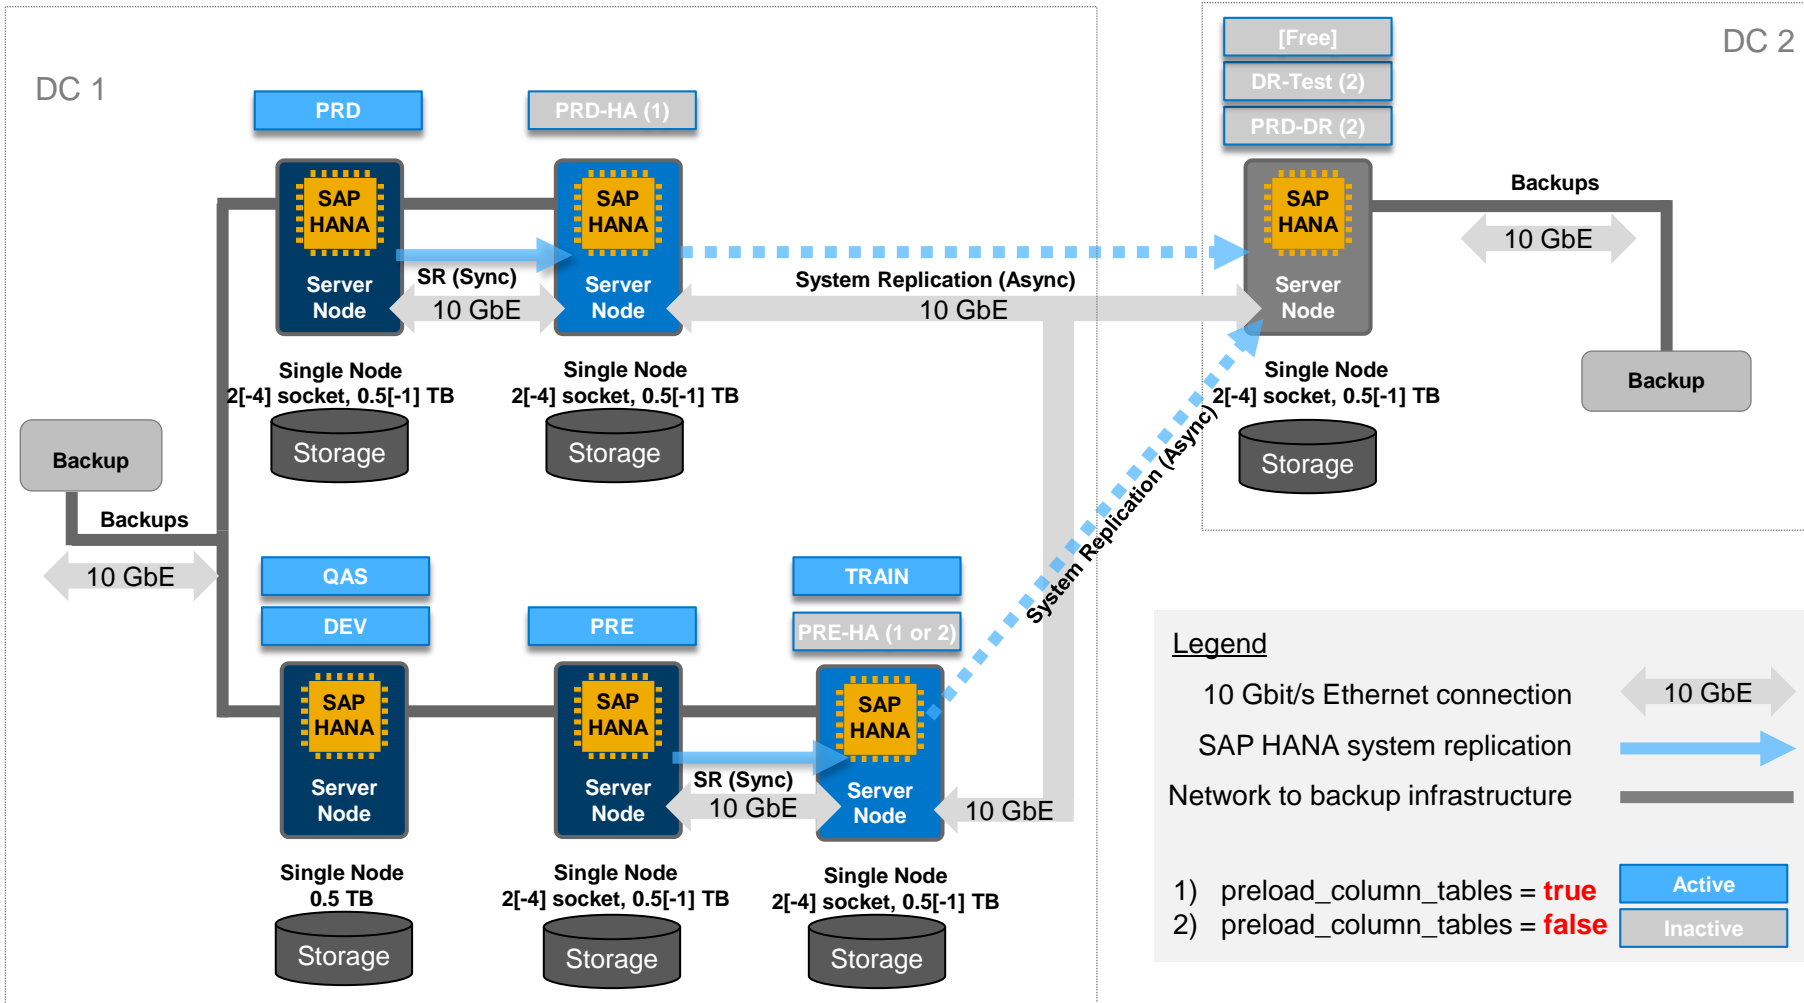 DC 1
DC 2
[Free]
DR-Test (2)
PRD-DR (2)
PRD
PRD-HA (1)
SAP
HANA
Server
Node
SAP
HANA
Server
Node
SAP
HANA
Server
Node
SR (Sync)
10 GbE
System Replication (Async)
10 GbE
Backups
10 GbE
Backup
Single Node
2[-4] socket, 0.5[-1] TB
Storage
Single Node
2[-4] socket, 0.5[-1] TB
Storage
Single Node
2[-4] socket, 0.5[-1] TB
Storage
System Replication (Async)
Backup
Backups
10 GbE
QAS
DEV
PRE
TRAIN
PRE-HA (1 or 2)
SAP
HANA
Server
Node
SAP
HANA
Server
Node
SAP
HANA
Server
Node
SR (Sync)
10 GbE
10 GbE
Single Node
0.5 TB
Storage
Single Node
2[-4] socket, 0.5[-1] TB
Storage
Single Node
2[-4] socket, 0.5[-1] TB
Storage
Legend
10 Gbit/s Ethernet connection
10 GbE
SAP HANA system replication
Network to backup infrastructure
1) preload_column_tables = true
Active
2) preload_column_tables = false
Inactive